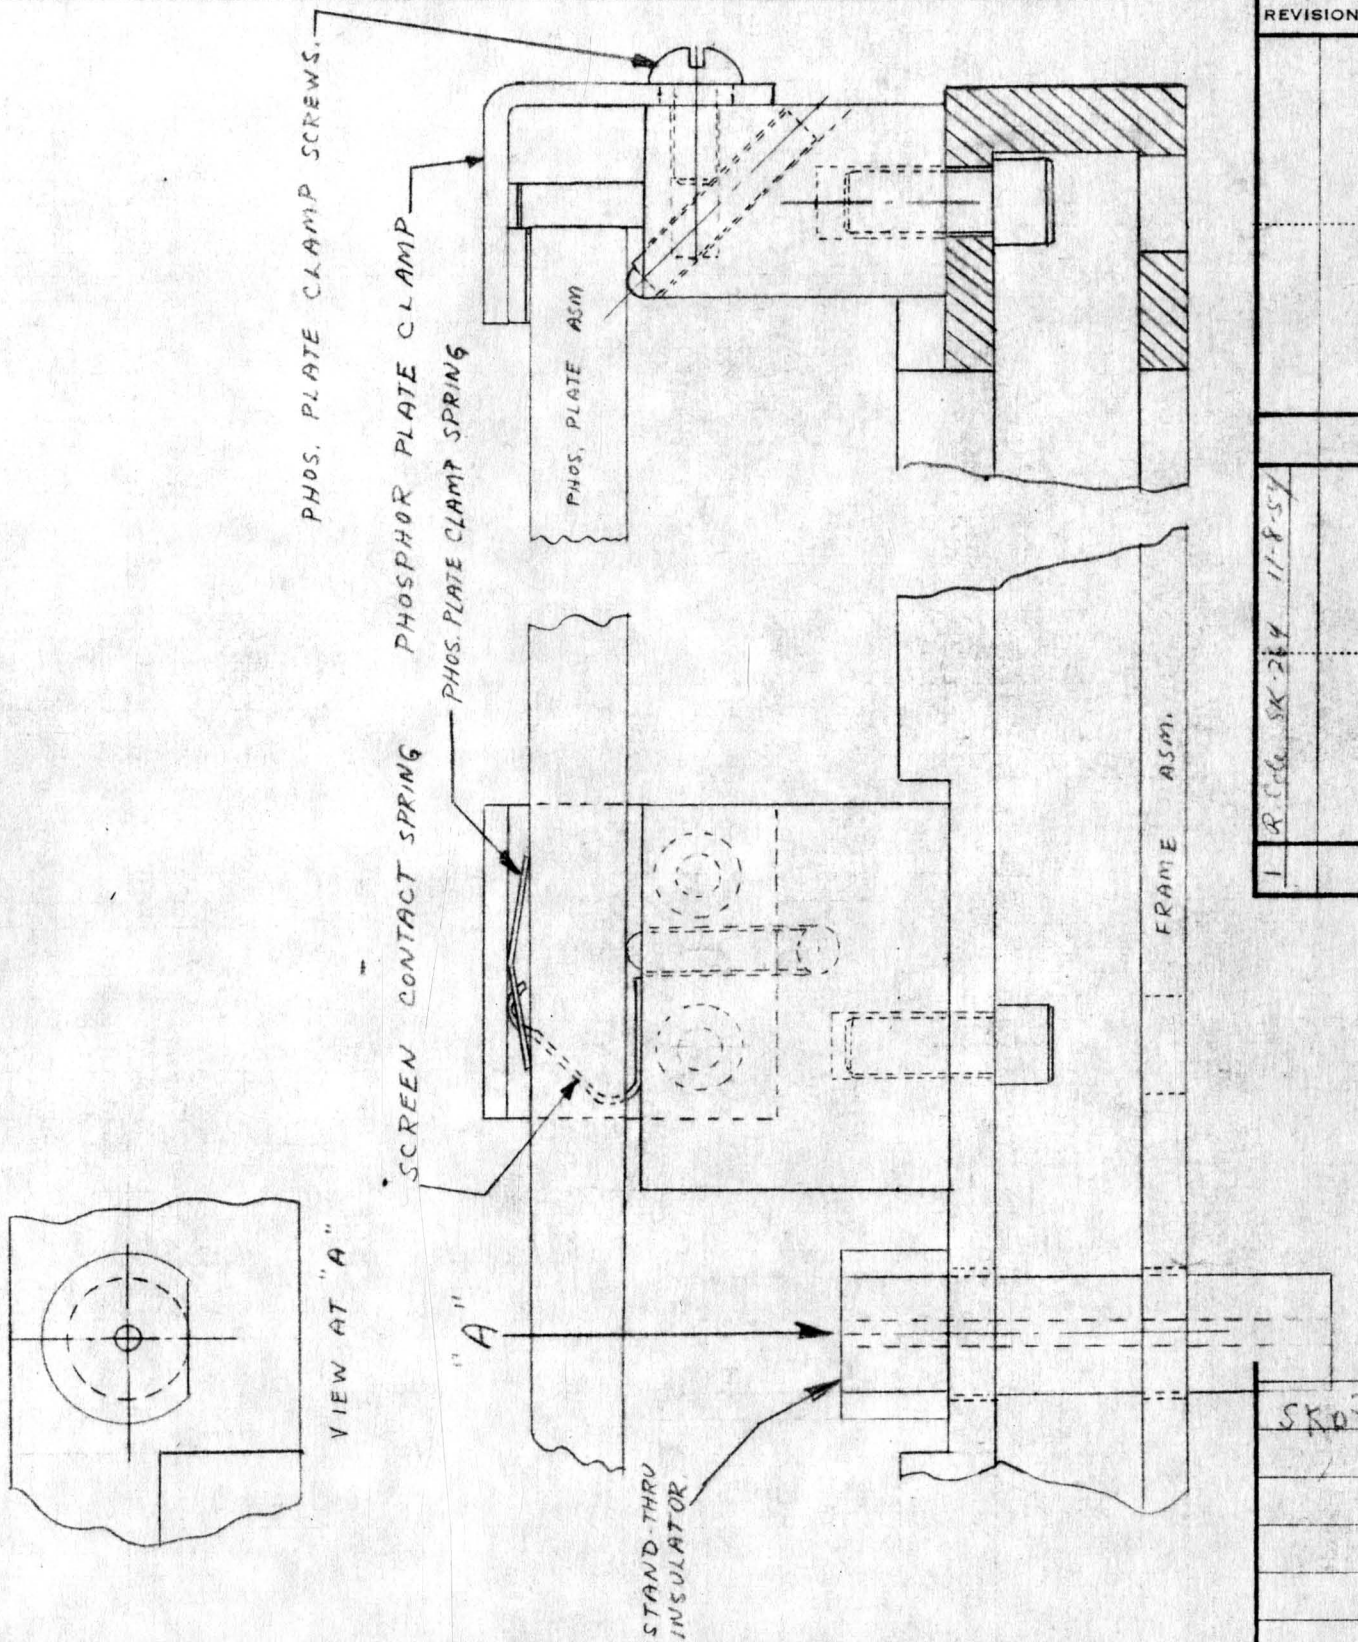 REVISION
PHOS. PLATE CLAMP SCREWS.
PHOSPHOR PLATE CLAMP
PHOS. PLATE CLAMP SPRING
SCREEN CONTACT SPRING
PHOS. PLATE ASM
VIEW AT "A"
"A"
STAND-THRU
INSULATOR.
FRAME ASM.
1 R. Cole SK-264 11-8-54